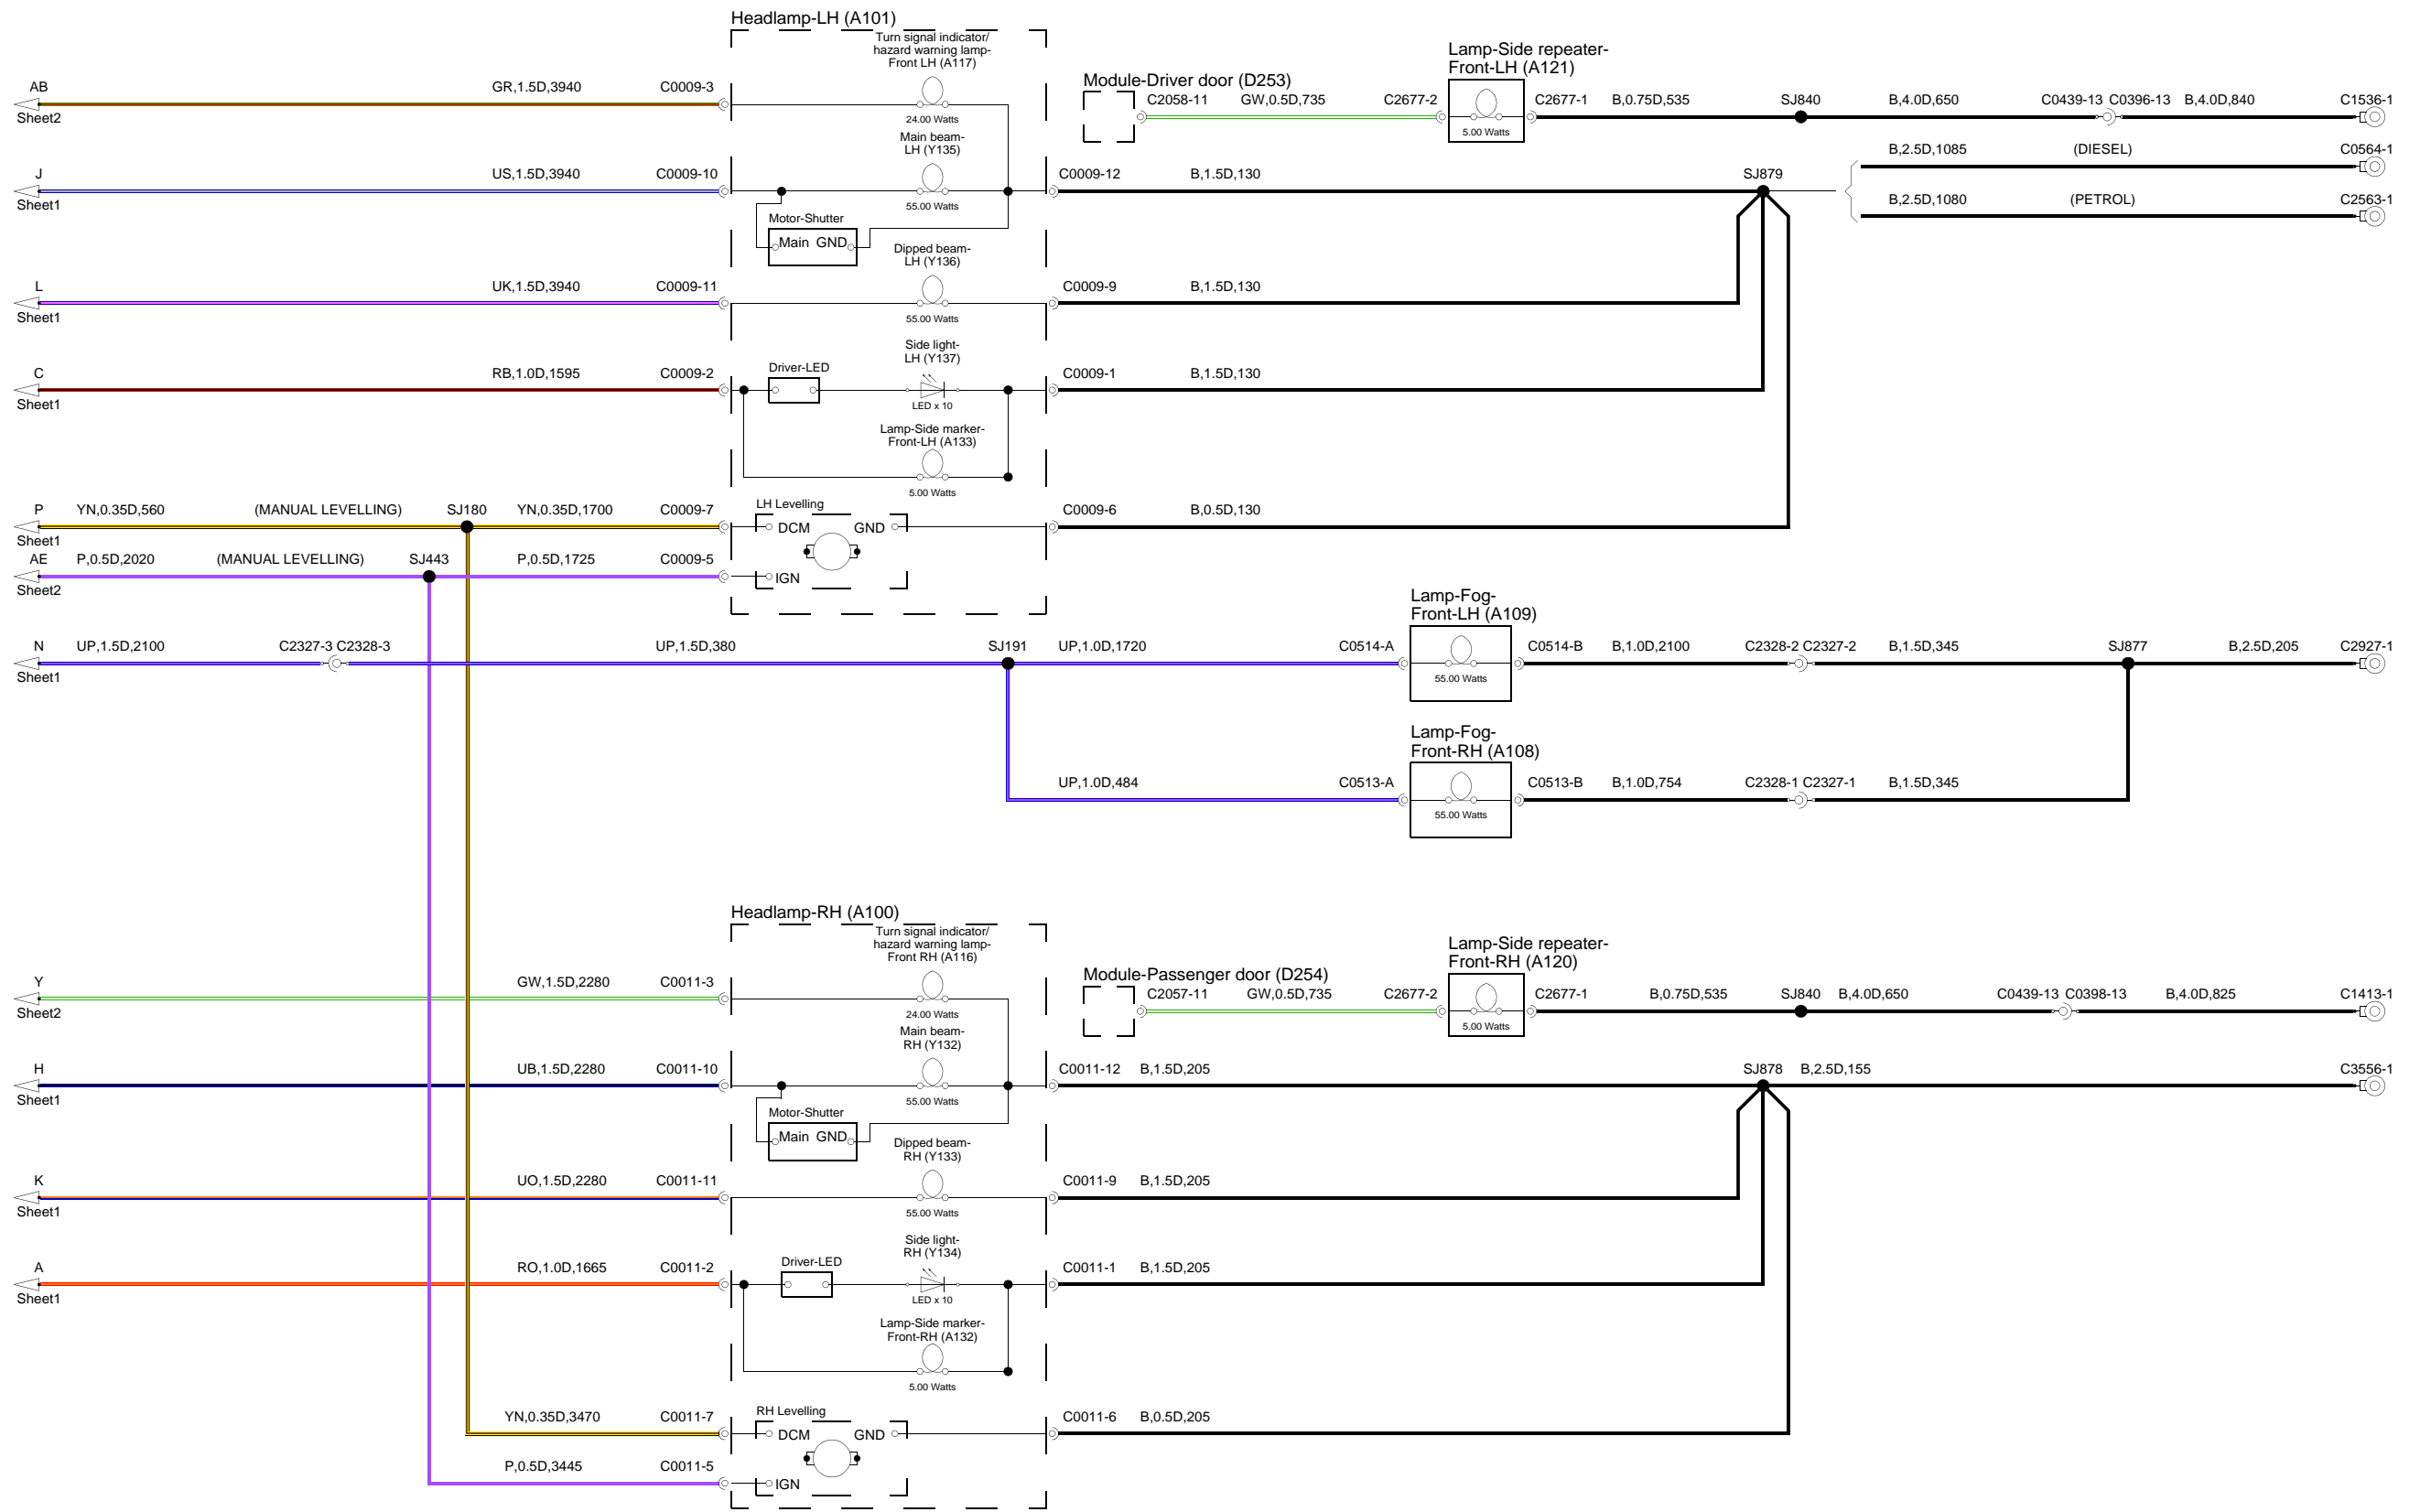 Headlamp-LH (A101)
Turn signal indicator/
hazard warning lamp-
Front LH (A117)
AB
Sheet2
GR,1.5D,3940
C0009-3
24.00 Watts
Module-Driver door (D253)
C2058-11
GW,0.5D,735
C2677-2
Lamp-Side repeater-
Front-LH (A121)
5.00 Watts
C2677-1
B,0.75D,535
SJ840
B,4.0D,650
C0439-13 C0396-13
B,4.0D,840
C1536-1
Main beam-
LH (Y135)
J
Sheet1
US,1.5D,3940
C0009-10
55.00 Watts
C0009-12
B,1.5D,130
SJ879
B,2.5D,1085
(DIESEL)
C0564-1
B,2.5D,1080
(PETROL)
C2563-1
Motor-Shutter
Main GND
Dipped beam-
LH (Y136)
L
Sheet1
UK,1.5D,3940
C0009-11
55.00 Watts
C0009-9
B,1.5D,130
Side light-
LH (Y137)
C
Sheet1
RB,1.0D,1595
C0009-2
Driver-LED
LED x 10
C0009-1
B,1.5D,130
Lamp-Side marker-
Front-LH (A133)
5.00 Watts
P
Sheet1
YN,0.35D,560
(MANUAL LEVELLING)
SJ180
YN,0.35D,1700
C0009-7
LH Levelling
DCM
GND
C0009-6
B,0.5D,130
AE
Sheet2
P,0.5D,2020
(MANUAL LEVELLING)
SJ443
P,0.5D,1725
C0009-5
IGN
N
Sheet1
UP,1.5D,2100
C2327-3 C2328-3
UP,1.5D,380
SJ191
UP,1.0D,1720
C0514-A
Lamp-Fog-
Front-LH (A109)
55.00 Watts
C0514-B
B,1.0D,2100
C2328-2 C2327-2
B,1.5D,345
SJ877
B,2.5D,205
C2927-1
UP,1.0D,484
C0513-A
Lamp-Fog-
Front-RH (A108)
55.00 Watts
C0513-B
B,1.0D,754
C2328-1 C2327-1
B,1.5D,345
Headlamp-RH (A100)
Turn signal indicator/
hazard warning lamp-
Front RH (A116)
Y
Sheet2
GW,1.5D,2280
C0011-3
24.00 Watts
Module-Passenger door (D254)
C2057-11
GW,0.5D,735
C2677-2
Lamp-Side repeater-
Front-RH (A120)
5.00 Watts
C2677-1
B,0.75D,535
SJ840
B,4.0D,650
C0439-13 C0398-13
B,4.0D,825
C1413-1
Main beam-
RH (Y132)
H
Sheet1
UB,1.5D,2280
C0011-10
55.00 Watts
C0011-12
B,1.5D,205
SJ878
B,2.5D,155
C3556-1
Motor-Shutter
Main GND
Dipped beam-
RH (Y133)
K
Sheet1
UO,1.5D,2280
C0011-11
55.00 Watts
C0011-9
B,1.5D,205
Side light-
RH (Y134)
A
Sheet1
RO,1.0D,1665
C0011-2
Driver-LED
LED x 10
C0011-1
B,1.5D,205
Lamp-Side marker-
Front-RH (A132)
5.00 Watts
YN,0.35D,3470
C0011-7
RH Levelling
DCM
GND
C0011-6
B,0.5D,205
P,0.5D,3445
C0011-5
IGN